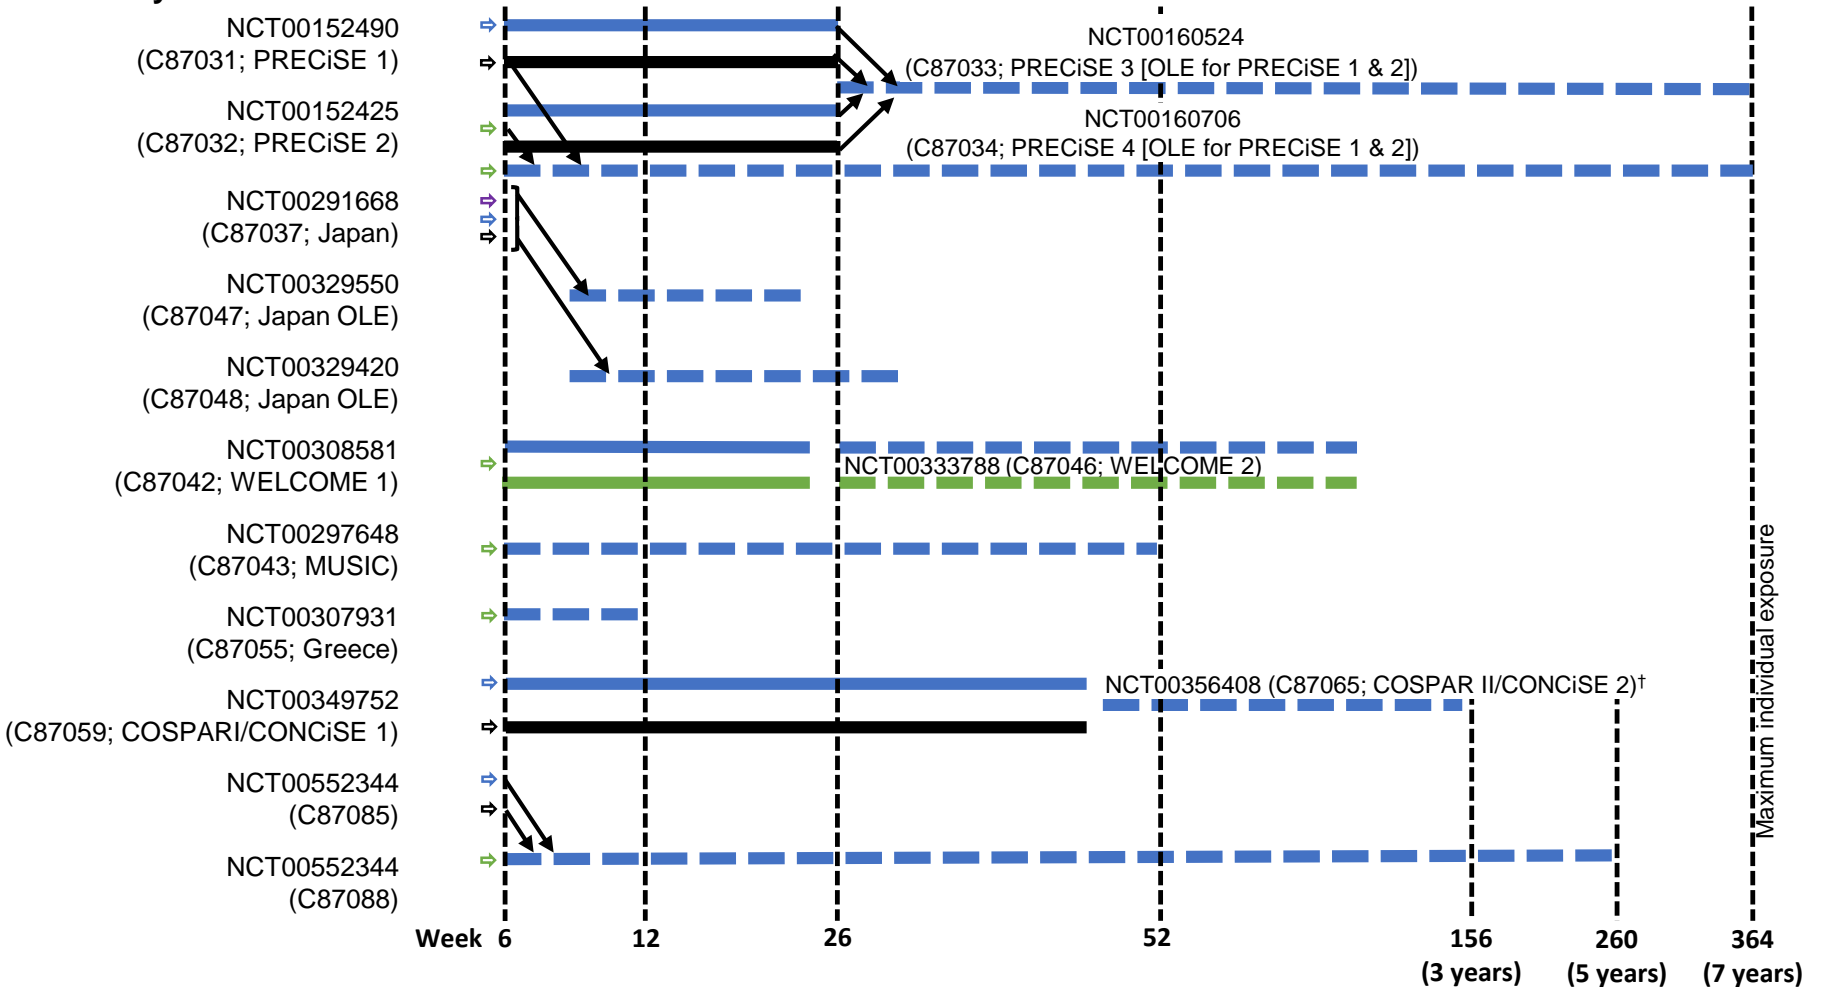 NCT00152490
(C87031; PRECiSE 1)
NCT00160524
(C87033; PRECiSE 3 [OLE for PRECiSE 1 & 2])
NCT00152425
(C87032; PRECiSE 2)
NCT00160706
(C87034; PRECiSE 4 [OLE for PRECiSE 1 & 2])
NCT00291668
(C87037; Japan)
NCT00329550
(C87047; Japan OLE)
NCT00329420
(C87048; Japan OLE)
NCT00308581
(C87042; WELCOME 1)
NCT00333788 (C87046; WELCOME 2)
NCT00297648
(C87043; MUSIC)
NCT00307931
(C87055; Greece)
NCT00349752
(C87059; COSPARI/CONCiSE 1)
NCT00356408 (C87065; COSPAR II/CONCiSE 2)†
NCT00552344
(C87085)
NCT00552344
(C87088)
Maximum individual exposure
Week 6 12 26 52 156 260 364
(3 years) (5 years) (7 years)